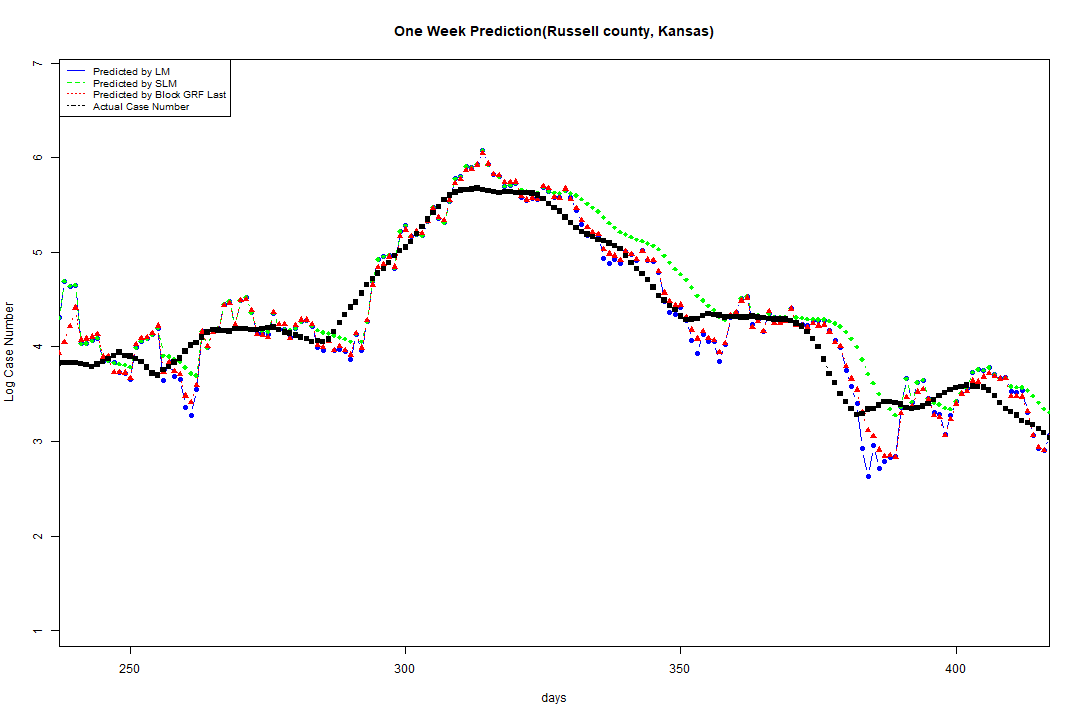 One Week Prediction(Russell county, Kansas)
Predicted by LM
Predicted by SLM
Predicted by Block GRF Last
Actual Case Number
7
6
5
4
3
2
1
Log Case Number
250
300
350
400
days